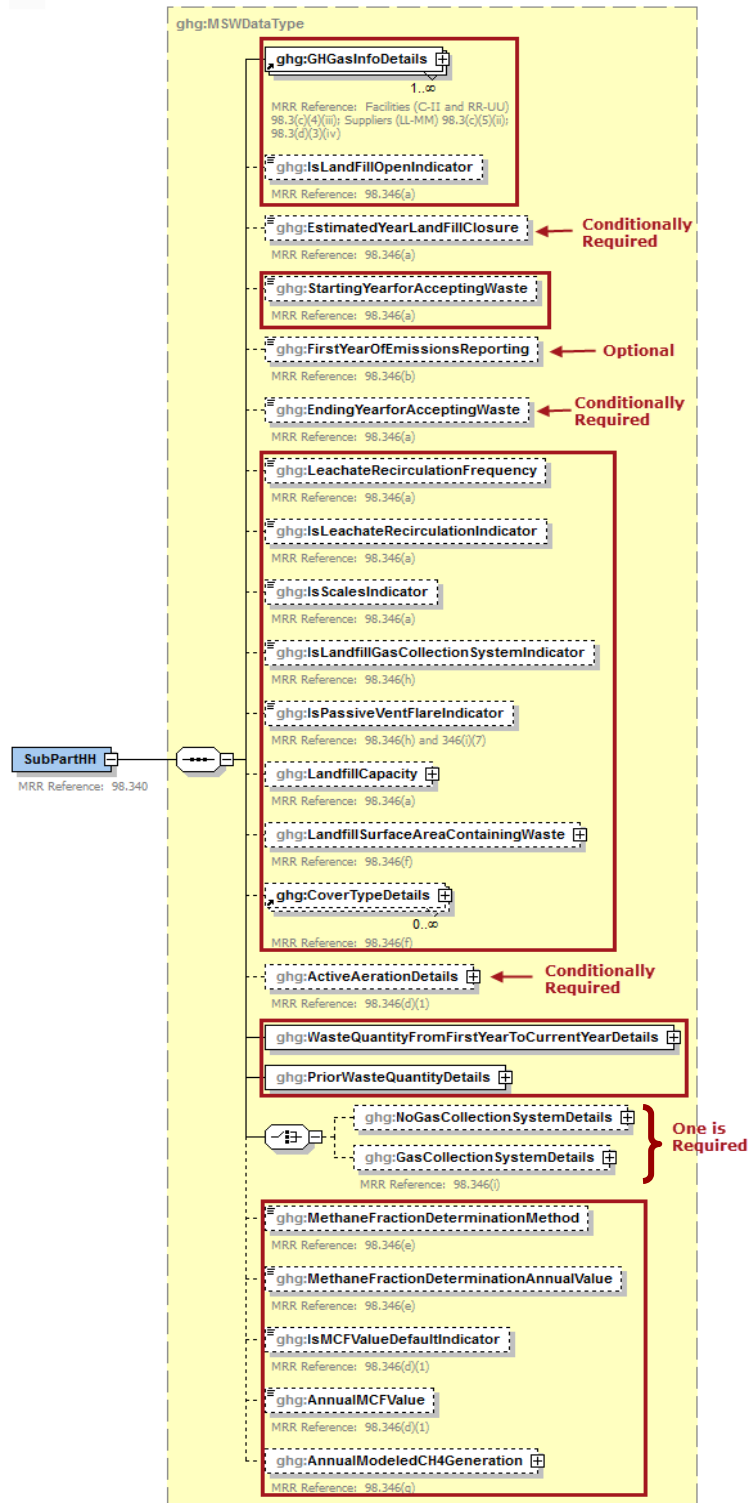 ghg:MSWDataType
ghg:GHGasInfoDetails
1..∞
MRR Reference: Facilities (C-II and RR-UU)
98.3(c)(4)(iii); Suppliers (LL-MM) 98.3(c)(5)(ii);
98.3(d)(3)(iv)
ghg:IsLandFillOpenIndicator
MRR Reference: 98.346(a)
ghg:EstimatedYearLandFillClosure
Conditionally
Required
MRR Reference: 98.346(a)
ghg:StartingYearforAcceptingWaste
MRR Reference: 98.346(a)
ghg:FirstYearOfEmissionsReporting
Optional
MRR Reference: 98.346(b)
ghg:EndingYearforAcceptingWaste
Conditionally
Required
MRR Reference: 98.346(a)
ghg:LeachateRecirculationFrequency
MRR Reference: 98.346(a)
ghg:IsLeachateRecirculationIndicator
MRR Reference: 98.346(a)
ghg:IsScalesIndicator
MRR Reference: 98.346(a)
ghg:IsLandfillGasCollectionSystemIndicator
MRR Reference: 98.346(h)
ghg:IsPassiveVentFlareIndicator
MRR Reference: 98.346(h) and 346(i)(7)
SubPartHH
MRR Reference: 98.340
ghg:LandfillCapacity
MRR Reference: 98.346(a)
ghg:LandfillSurfaceAreaContainingWaste
MRR Reference: 98.346(f)
ghg:CoverTypeDetails
0..∞
MRR Reference: 98.346(f)
ghg:ActiveAerationDetails
Conditionally
Required
MRR Reference: 98.346(d)(1)
ghg:WasteQuantityFromFirstYearToCurrentYearDetails
ghg:PriorWasteQuantityDetails
ghg:NoGasCollectionSystemDetails
ghg:GasCollectionSystemDetails
One is
Required
MRR Reference: 98.346(i)
ghg:MethaneFractionDeterminationMethod
MRR Reference: 98.346(e)
ghg:MethaneFractionDeterminationAnnualValue
MRR Reference: 98.346(e)
ghg:IsMCFValueDefaultIndicator
MRR Reference: 98.346(d)(1)
ghg:AnnualMCFValue
MRR Reference: 98.346(d)(1)
ghg:AnnualModeledCH4Generation
MRR Reference: 98.346(g)